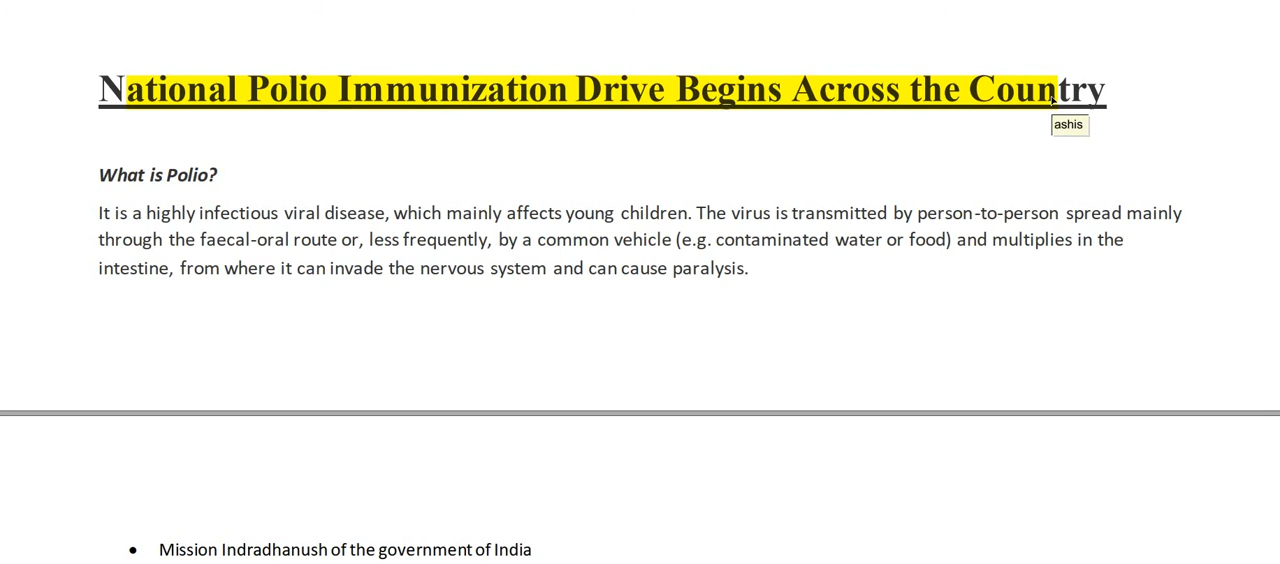 National Polio Immunization Drive Begins Across the Country
ashis
What is Polio?
It is a highly infectious viral disease, which mainly affects young children. The virus is transmitted by person-to-person spread mainly
through the faecal-oral route or, less frequently, by a common vehicle (e.g. contaminated water or food) and multiplies in the
intestine, from where it can invade the nervous system and can cause paralysis.
• Mission Indradhanush of the government of India